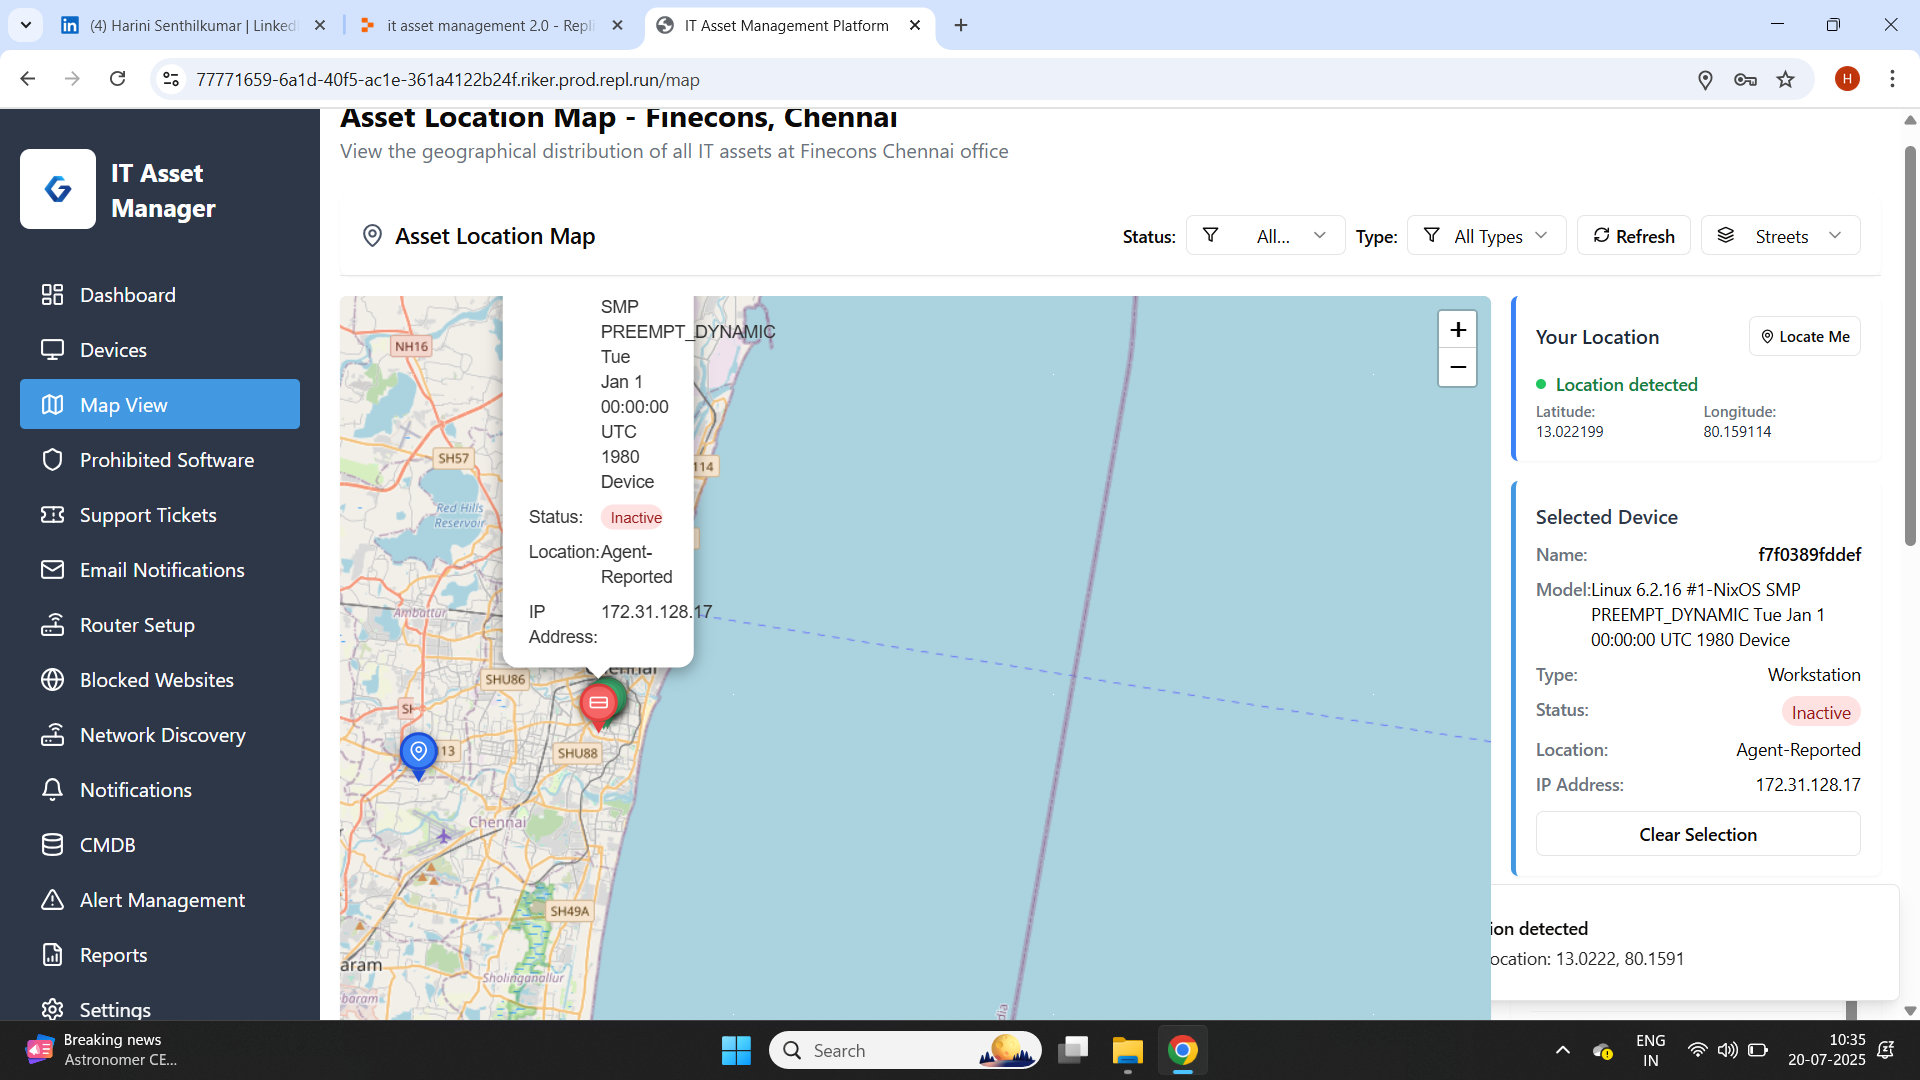 (4) Harini Senthilkumar | LinkedI
it asset management 2.0 - Repli
IT Asset Management Platform
77771659-6a1d-40f5-ac1e-361a4122b24f.riker.prod.repl.run/map
H
IT Asset
Manager
Dashboard
Devices
Map View
Prohibited Software
Support Tickets
Email Notifications
Router Setup
Blocked Websites
Network Discovery
Notifications
CMDB
Alert Management
Reports
Settings
Asset Location Map - Finecons, Chennai
View the geographical distribution of all IT assets at Finecons Chennai office
Asset Location Map
Status:
All...
Type:
All Types
Refresh
Streets
SMP
PREEMPT_DYNAMIC
Tue
Jan 1
00:00:00
UTC
1980
Device
Status:
Inactive
Location:
Agent-
Reported
IP
Address:
172.31.128.17
NH16
SH57
114
Red Hills
Reservoir
Ambattur
SHU86
SH
13
SHU88
Chennai
SH49A
Sholinganallur
aram
baram
dia
+
−
Your Location
Locate Me
Location detected
Latitude:
13.022199
Longitude:
80.159114
Selected Device
Name:
f7f0389fddef
Model:
Linux 6.2.16 #1-NixOS SMP
PREEMPT_DYNAMIC Tue Jan 1
00:00:00 UTC 1980 Device
Type:
Workstation
Status:
Inactive
Location:
Agent-Reported
IP Address:
172.31.128.17
Clear Selection
ion detected
ocation: 13.0222, 80.1591
Breaking news
Astronomer CE...
Search
ENG
IN
10:35
20-07-2025